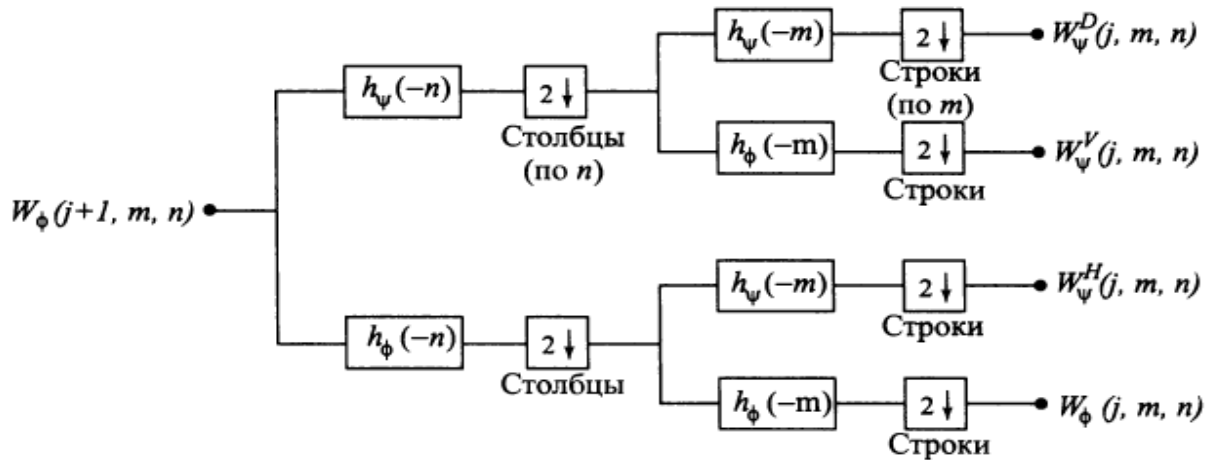 h_ψ(−m) 2↓ W_ψ^D(j, m, n)
Строки
(по m)
h_ψ(−n) 2↓
Столбцы
(по n)
h_ϕ(−m) 2↓ W_ψ^V(j, m, n)
Строки
W_ϕ(j+1, m, n)
h_ψ(−m) 2↓ W_ψ^H(j, m, n)
Строки
h_ϕ(−n) 2↓
Столбцы
h_ϕ(−m) 2↓ W_ϕ (j, m, n)
Строки